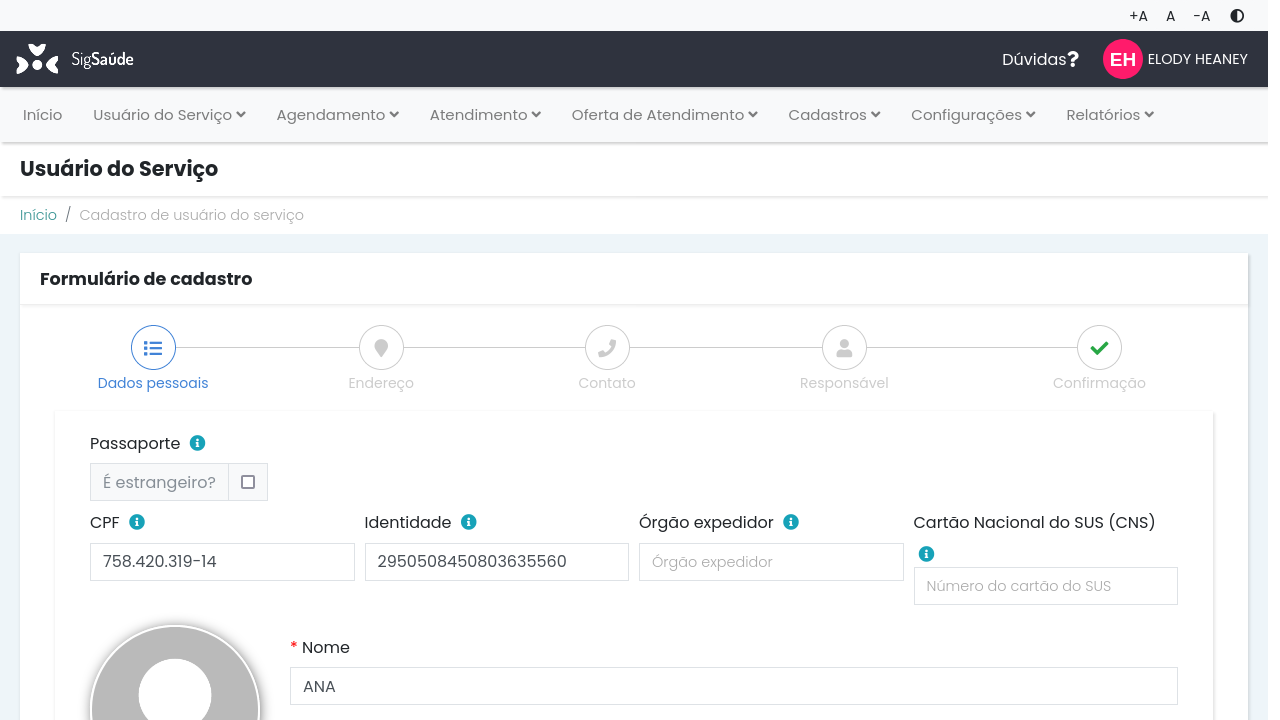 +A A -A
SigSaúde Dúvidas? EH ELODY HEANEY
Início Usuário do Serviço Agendamento Atendimento Oferta de Atendimento Cadastros Configurações Relatórios
Usuário do Serviço
Início / Cadastro de usuário do serviço
Formulário de cadastro
Dados pessoais Endereço Contato Responsável Confirmação
Passaporte
É estrangeiro?
CPF Identidade Órgão expedidor Cartão Nacional do SUS (CNS)
758.420.319-14 2950508450803635560 Órgão expedidor Número do cartão do SUS
* Nome
ANA